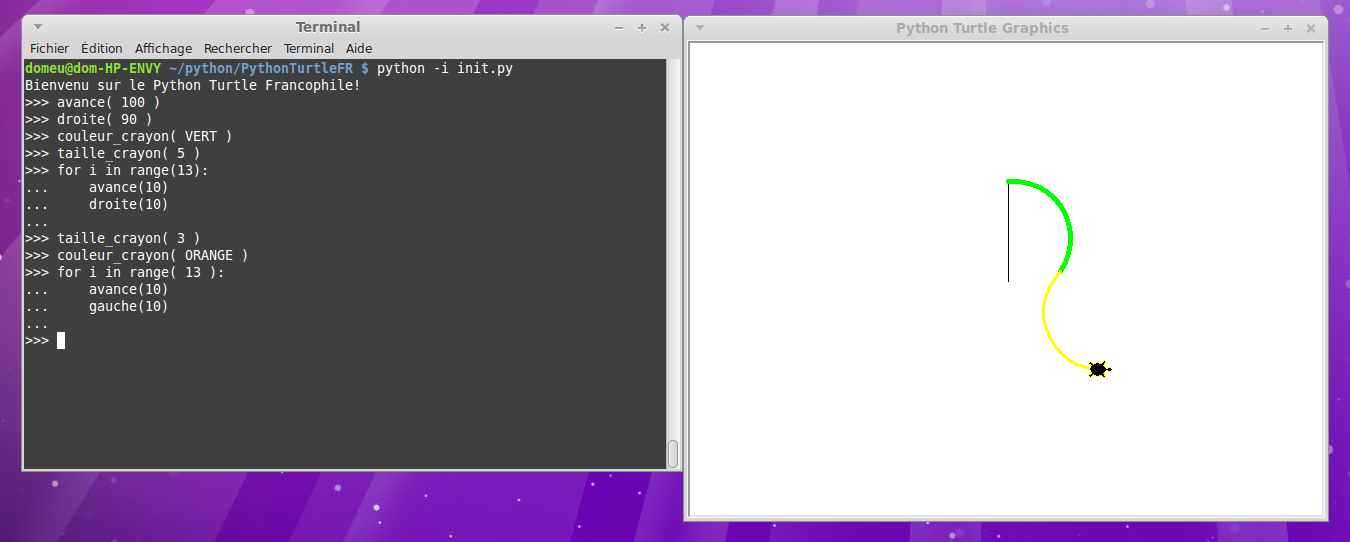 Terminal
Fichier Édition Affichage Rechercher Terminal Aide
domeu@dom-HP-ENVY ~/python/PythonTurtleFR $ python -i init.py
Bienvenu sur le Python Turtle Francophile!
>>> avance( 100 )
>>> droite( 90 )
>>> couleur_crayon( VERT )
>>> taille_crayon( 5 )
>>> for i in range(13):
...     avance(10)
...     droite(10)
...
>>> taille_crayon( 3 )
>>> couleur_crayon( ORANGE )
>>> for i in range( 13 ):
...     avance(10)
...     gauche(10)
...
>>>
Python Turtle Graphics